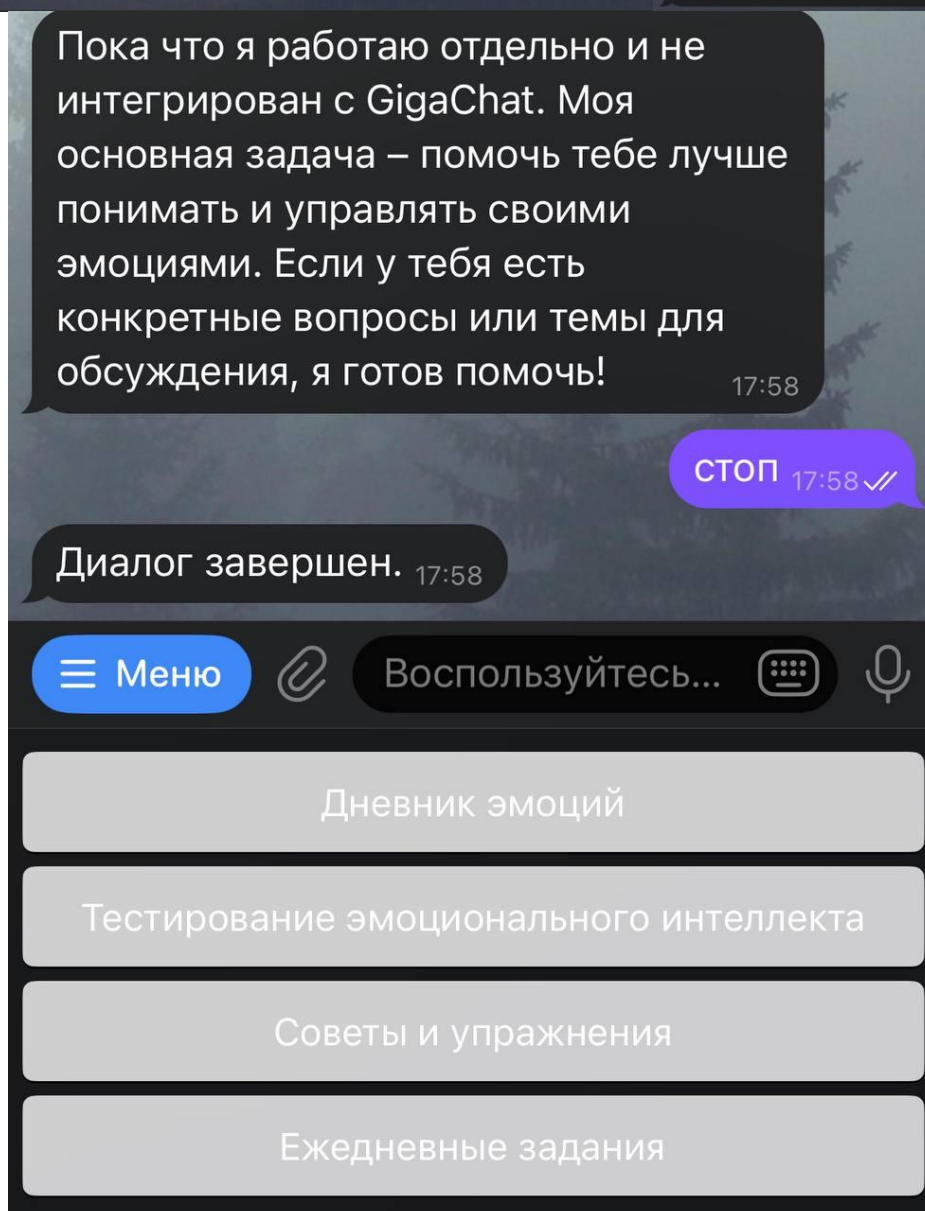 Пока что я работаю отдельно и не
интегрирован с GigaChat. Моя
основная задача – помочь тебе лучше
понимать и управлять своими
эмоциями. Если у тебя есть
конкретные вопросы или темы для
обсуждения, я готов помочь!
17:58
стоп 17:58
Диалог завершен. 17:58
Меню Воспользуйтесь...
Дневник эмоций
Тестирование эмоционального интеллекта
Советы и упражнения
Ежедневные задания